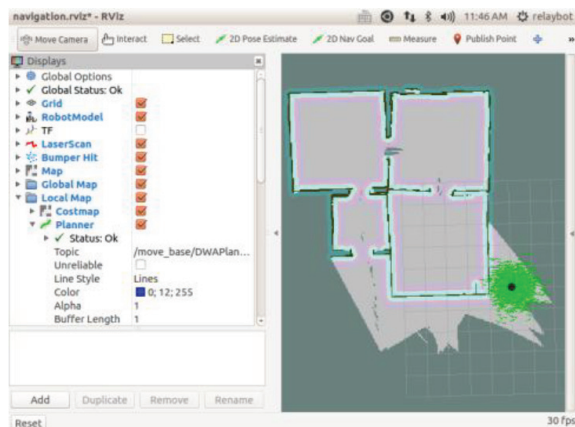 navigation.rviz* - RViz
11:46 AM
relaybot
Move Camera
Interact
Select
2D Pose Estimate
2D Nav Goal
Measure
Publish Point
»
Displays
Global Options
Global Status: Ok
Grid
RobotModel
TF
LaserScan
Bumper Hit
Map
Global Map
Local Map
Costmap
Planner
Status: Ok
Topic /move_base/DWAPlan...
Unreliable
Line Style Lines
Color 0; 12; 255
Alpha 1
Buffer Length 1
Add Duplicate Remove Rename
Reset
30 fps